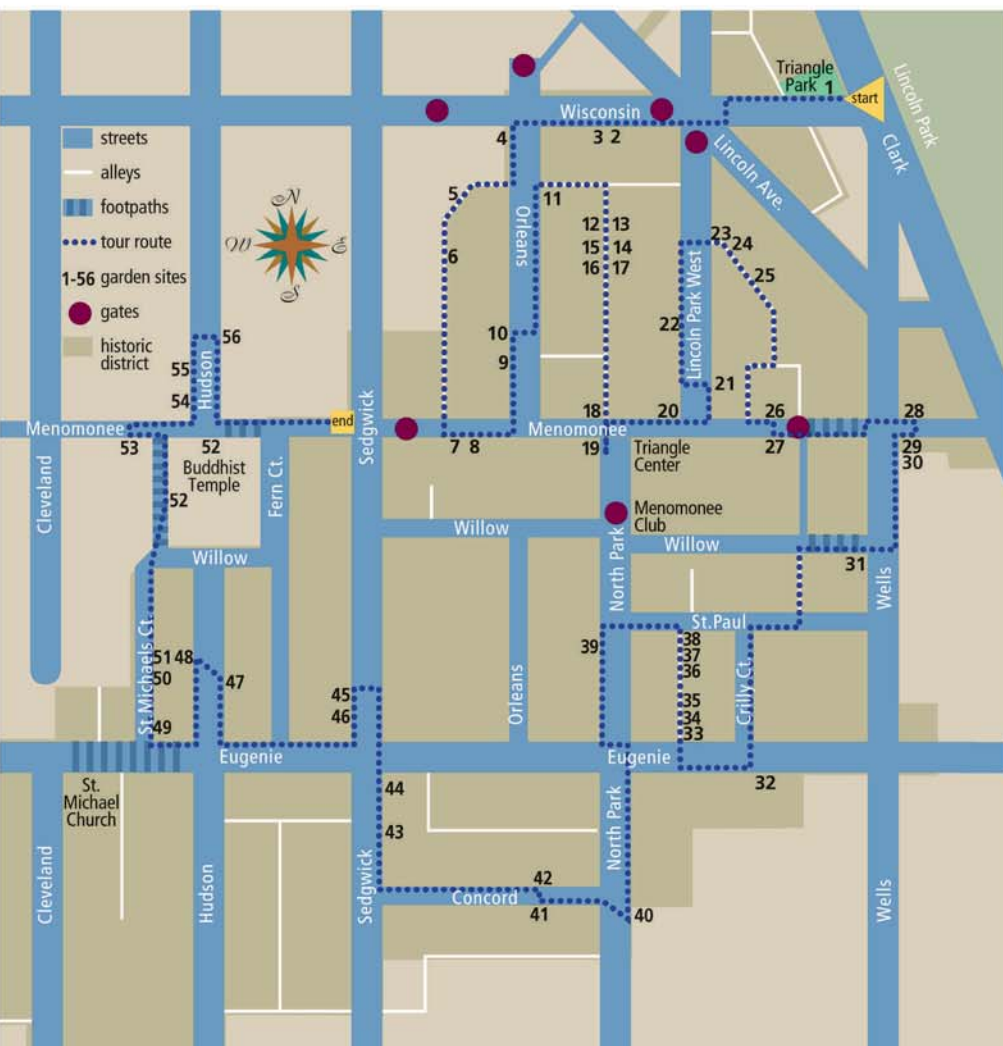 Triangle
Park 1
start
Lincoln Park
Clark
Wisconsin
4
3 2
Lincoln Ave.
streets
alleys
footpaths
tour route
1-56 garden sites
gates
historic
district
N
W
E
S
5
6
11
Orleans
12 13
15 14
16 17
23
24
25
22
Lincoln Park West
10
9
21
56
55
54
Hudson
end
Sedgwick
18
20
26
28
Menomonee
53
52
7 8
Menomonee
19
27
29
30
Buddhist
Temple
Triangle
Center
Cleveland
52
Fern Ct.
Menomonee
Club
Willow
Willow
Willow
North Park
31
Wells
St. Paul
St. Michaels Ct.
51 48
50
49
47
45
46
Orleans
39
38
37
36
35
34
33
Crilly Ct.
Eugenie
Eugenie
32
St.
Michael
Church
44
43
North Park
Cleveland
Hudson
Sedgwick
42
Concord
41
40
Wells